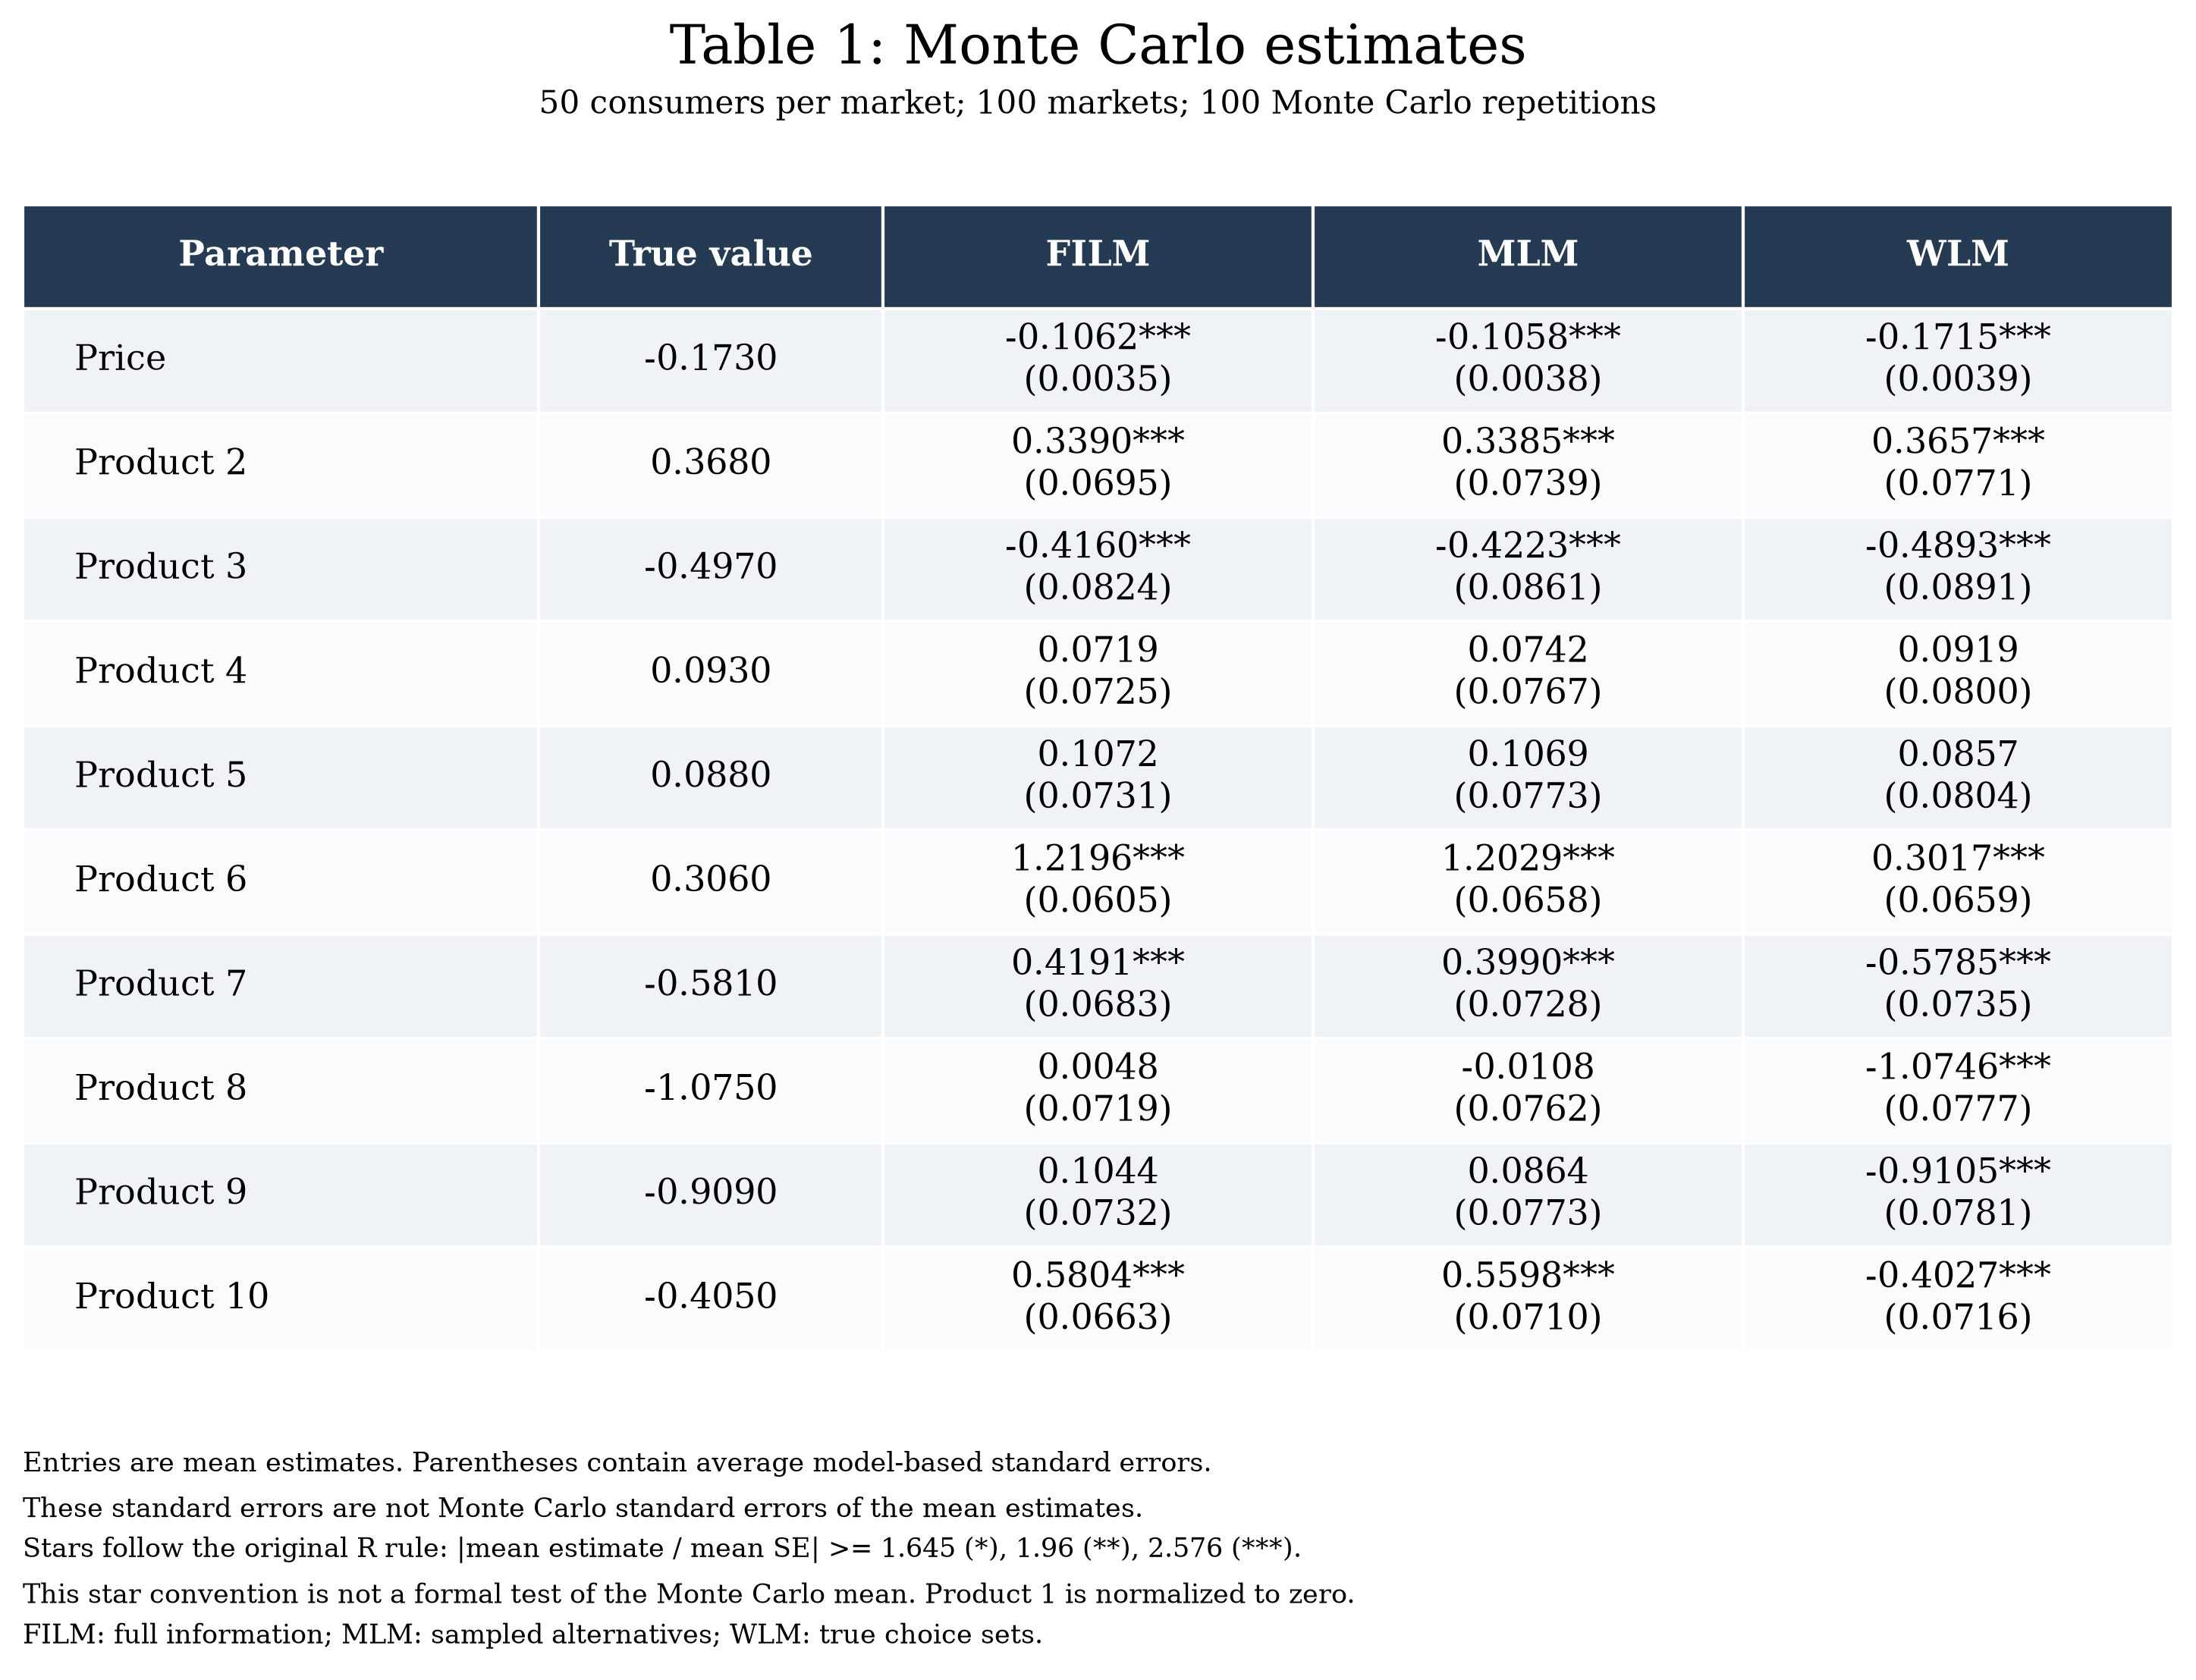 Table 1: Monte Carlo estimates
50 consumers per market; 100 markets; 100 Monte Carlo repetitions
Parameter True value FILM MLM WLM
Price -0.1730 -0.1062*** -0.1058*** -0.1715***
(0.0035) (0.0038) (0.0039)
Product 2 0.3680 0.3390*** 0.3385*** 0.3657***
(0.0695) (0.0739) (0.0771)
Product 3 -0.4970 -0.4160*** -0.4223*** -0.4893***
(0.0824) (0.0861) (0.0891)
Product 4 0.0930 0.0719 0.0742 0.0919
(0.0725) (0.0767) (0.0800)
Product 5 0.0880 0.1072 0.1069 0.0857
(0.0731) (0.0773) (0.0804)
Product 6 0.3060 1.2196*** 1.2029*** 0.3017***
(0.0605) (0.0658) (0.0659)
Product 7 -0.5810 0.4191*** 0.3990*** -0.5785***
(0.0683) (0.0728) (0.0735)
Product 8 -1.0750 0.0048 -0.0108 -1.0746***
(0.0719) (0.0762) (0.0777)
Product 9 -0.9090 0.1044 0.0864 -0.9105***
(0.0732) (0.0773) (0.0781)
Product 10 -0.4050 0.5804*** 0.5598*** -0.4027***
(0.0663) (0.0710) (0.0716)
Entries are mean estimates. Parentheses contain average model-based standard errors.
These standard errors are not Monte Carlo standard errors of the mean estimates.
Stars follow the original R rule: |mean estimate / mean SE| >= 1.645 (*), 1.96 (**), 2.576 (***).
This star convention is not a formal test of the Monte Carlo mean. Product 1 is normalized to zero.
FILM: full information; MLM: sampled alternatives; WLM: true choice sets.